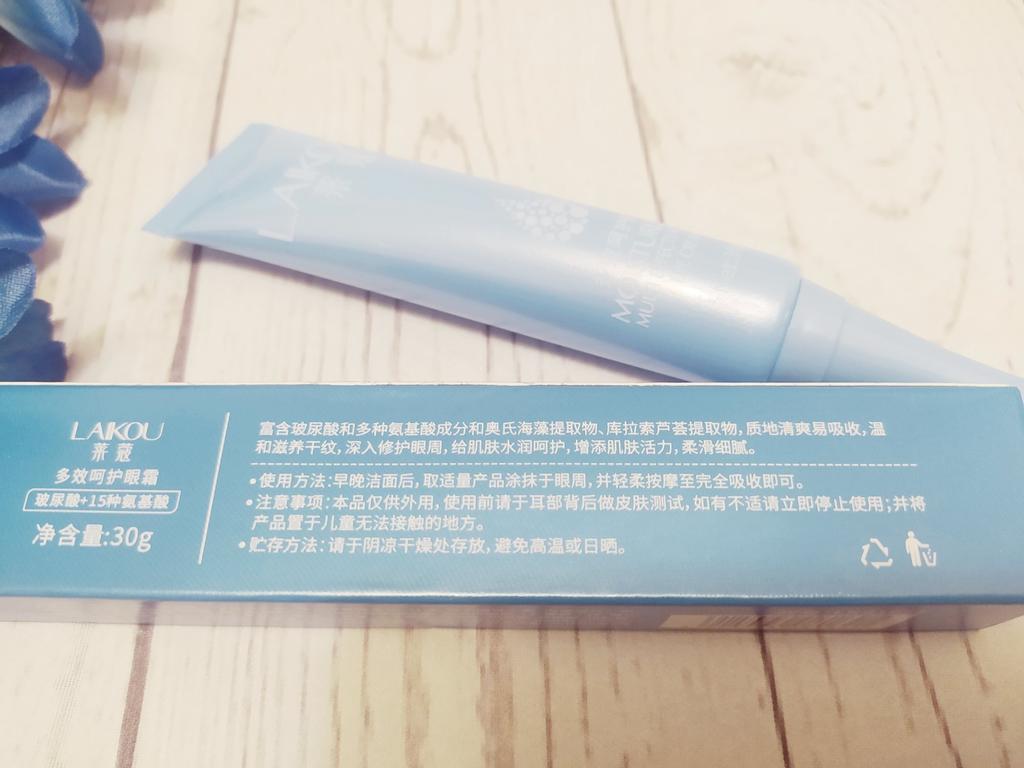 LAIKOU
MUL
LAIKOU
莱蔻
多效呵护眼霜
玻尿酸+15种氨基酸
净含量:30g
富含玻尿酸和多种氨基酸成分和奥氏海藻提取物、库拉索芦荟提取物,质地清爽易吸收,温
和滋养干纹,深入修护眼周,给肌肤水润呵护,增添肌肤活力,柔滑细腻。
•使用方法:早晚洁面后,取适量产品涂抹于眼周,并轻柔按摩至完全吸收即可。
•注意事项:本品仅供外用,使用前请于耳部背后做皮肤测试,如有不适请立即停止使用;并将
产品置于儿童无法接触的地方。
•贮存方法:请于阴凉干燥处存放,避免高温或日晒。